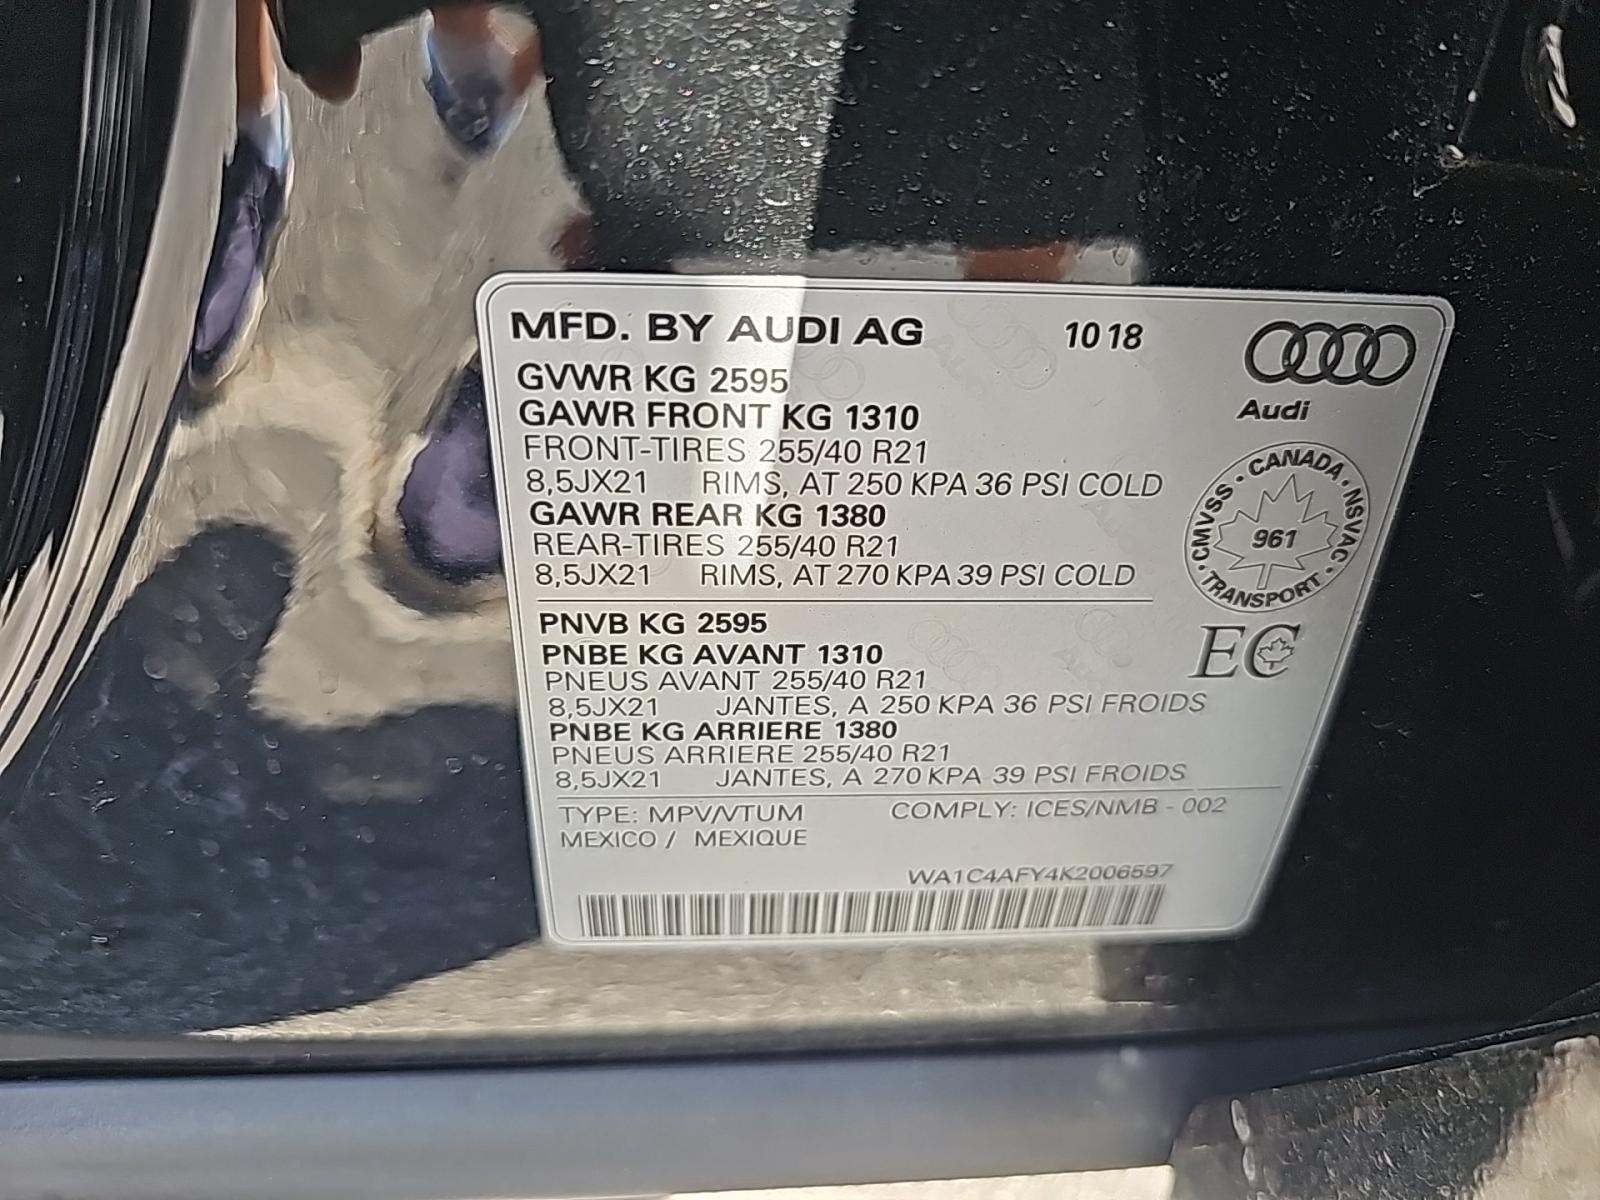 MFD. BY AUDI AG 10 18
GVWR KG 2595
GAWR FRONT KG 1310
Audi
FRONT-TIRES 255/40 R21
8,5JX21 RIMS, AT 250 KPA 36 PSI COLD
GAWR REAR KG 1380
REAR-TIRES 255/40 R21
8,5JX21 RIMS, AT 270 KPA 39 PSI COLD
CANADA · NSVAC · TRANSPORT · CMVSS ·
961
PNVB KG 2595
PNBE KG AVANT 1310
EC
PNEUS AVANT 255/40 R21
8,5JX21 JANTES, A 250 KPA 36 PSI FROIDS
PNBE KG ARRIERE 1380
PNEUS ARRIERE 255/40 R21
8,5JX21 JANTES, A 270 KPA 39 PSI FROIDS
TYPE: MPV/VTUM COMPLY: ICES/NMB - 002
MEXICO / MEXIQUE
WA1C4AFY4K2006597